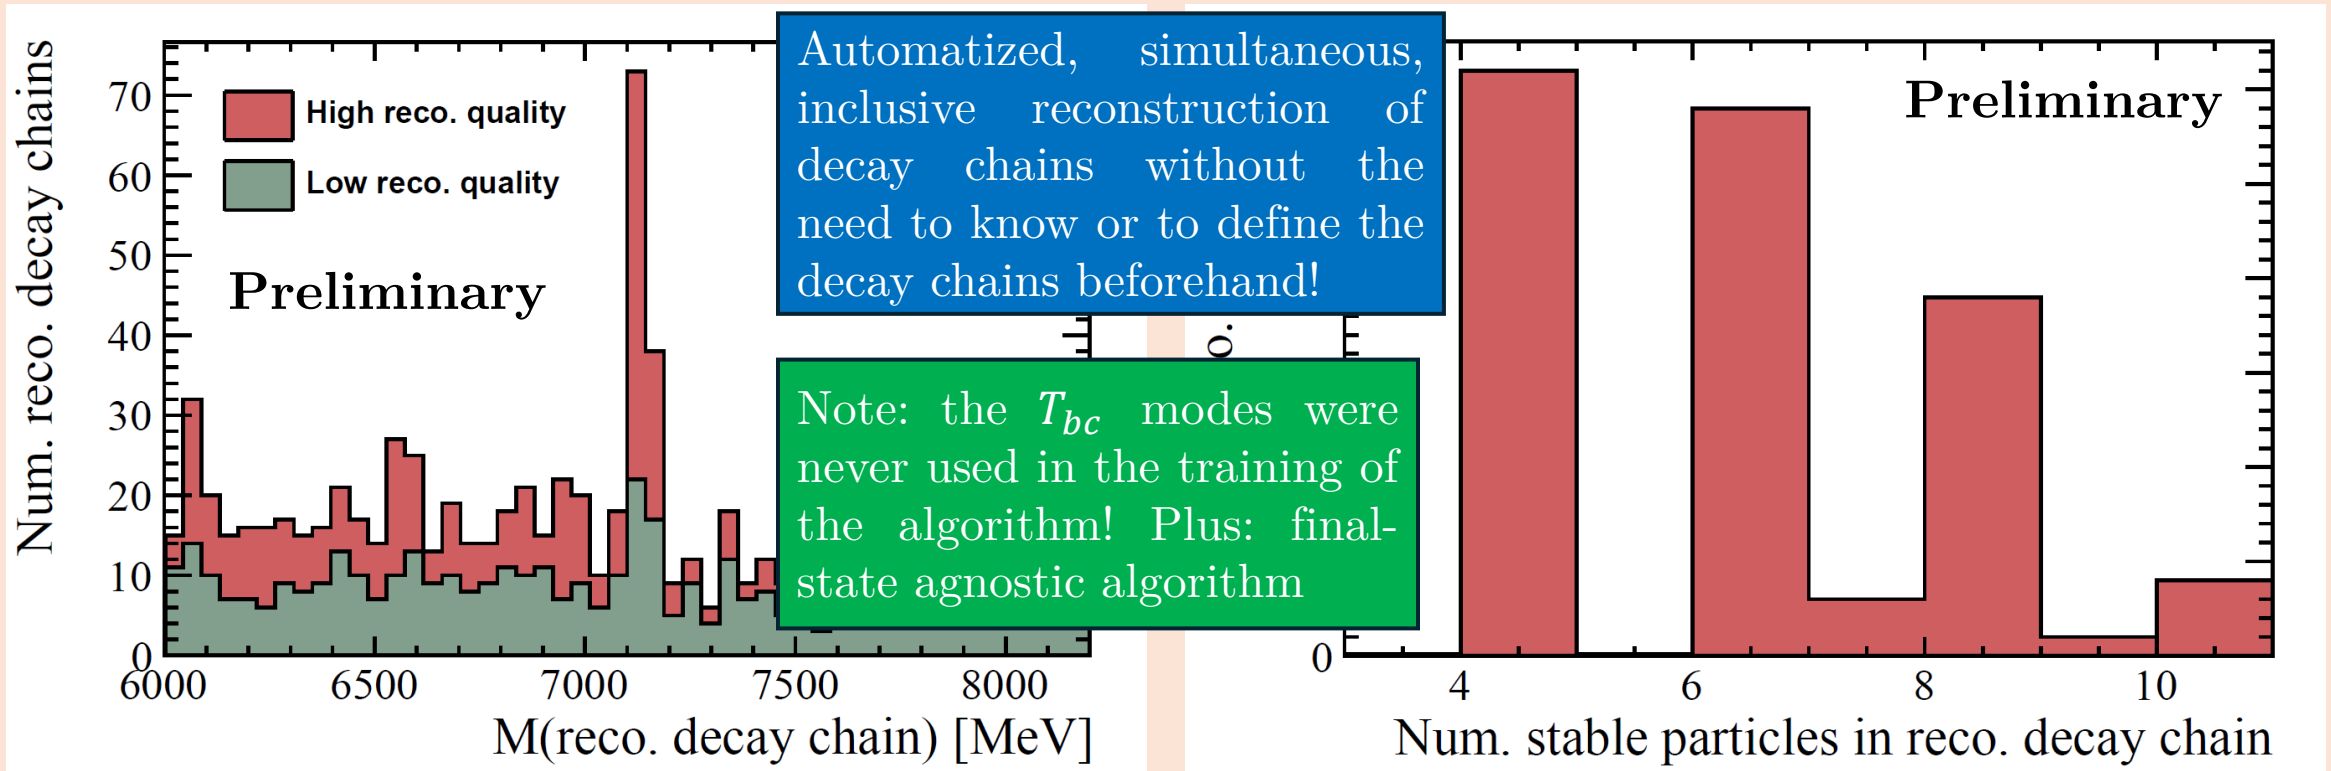 Num. reco. decay chains
70
60
50
40
30
20
10
0
High reco. quality
Low reco. quality
Preliminary
6000
6500
7000
7500
8000
M(reco. decay chain) [MeV]
Automatized, simultaneous,
inclusive reconstruction of
decay chains without the
need to know or to define the
decay chains beforehand!
Note: the T_{bc} modes were
never used in the training of
the algorithm! Plus: final-
state agnostic algorithm
Preliminary
0
4
6
8
10
Num. stable particles in reco. decay chain